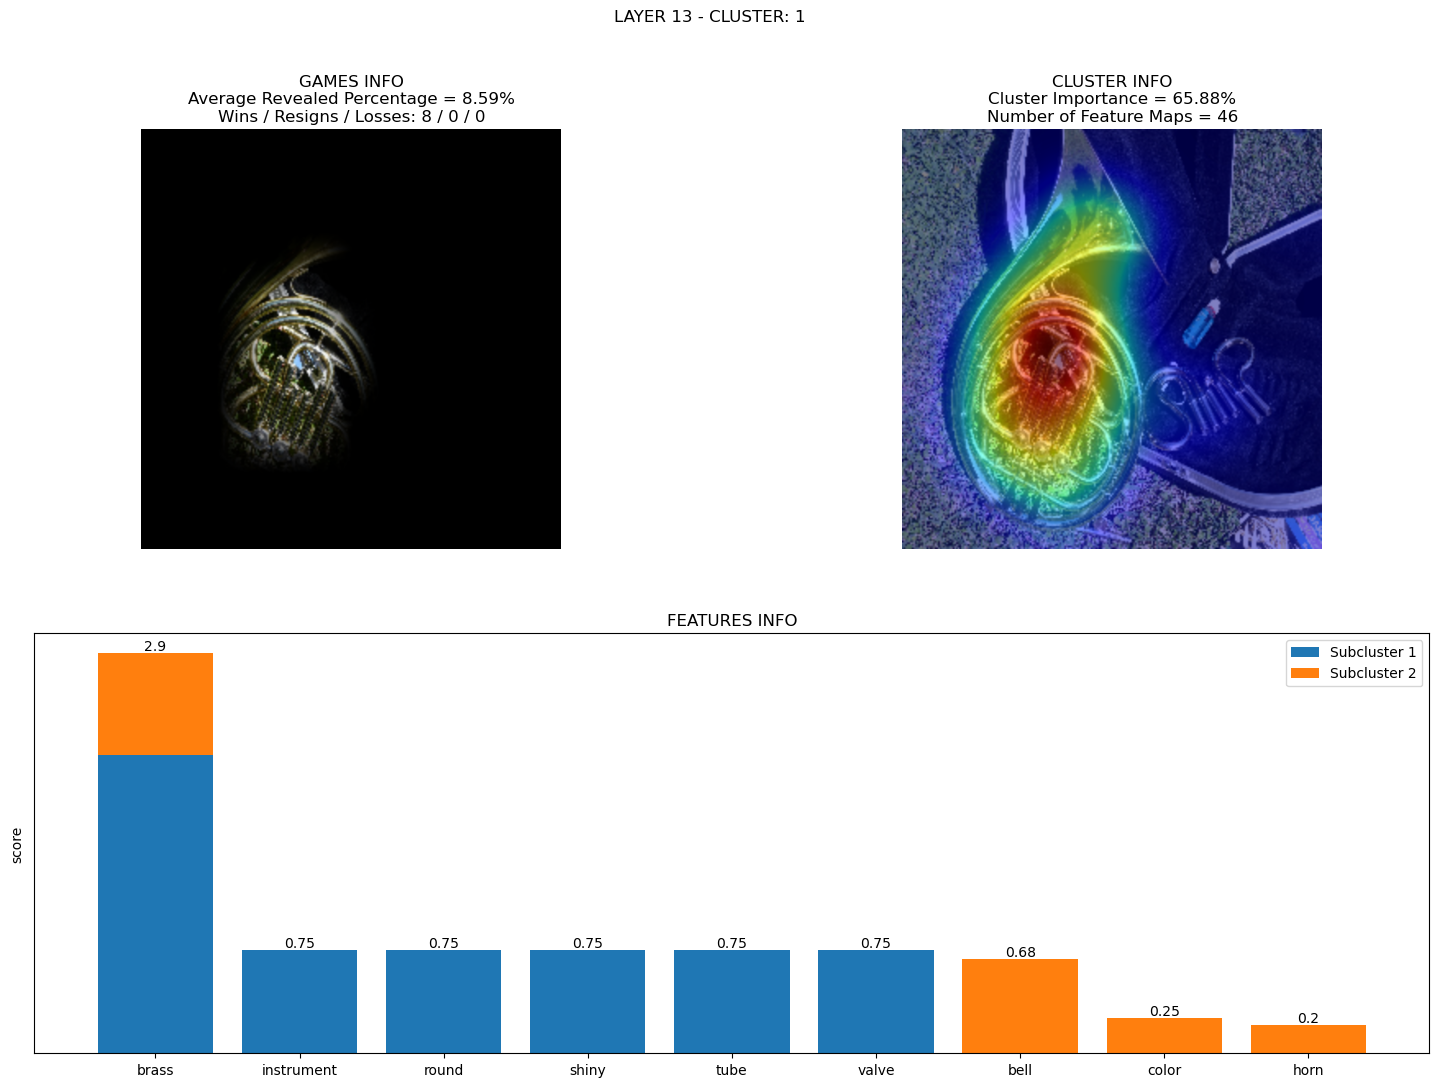 LAYER 13 - CLUSTER: 1
GAMES INFO
Average Revealed Percentage = 8.59%
Wins / Resigns / Losses: 8 / 0 / 0
CLUSTER INFO
Cluster Importance = 65.88%
Number of Feature Maps = 46
FEATURES INFO
Subcluster 1
Subcluster 2
score
2.9
0.75
0.75
0.75
0.75
0.75
0.68
0.25
0.2
brass instrument round shiny tube valve bell color horn